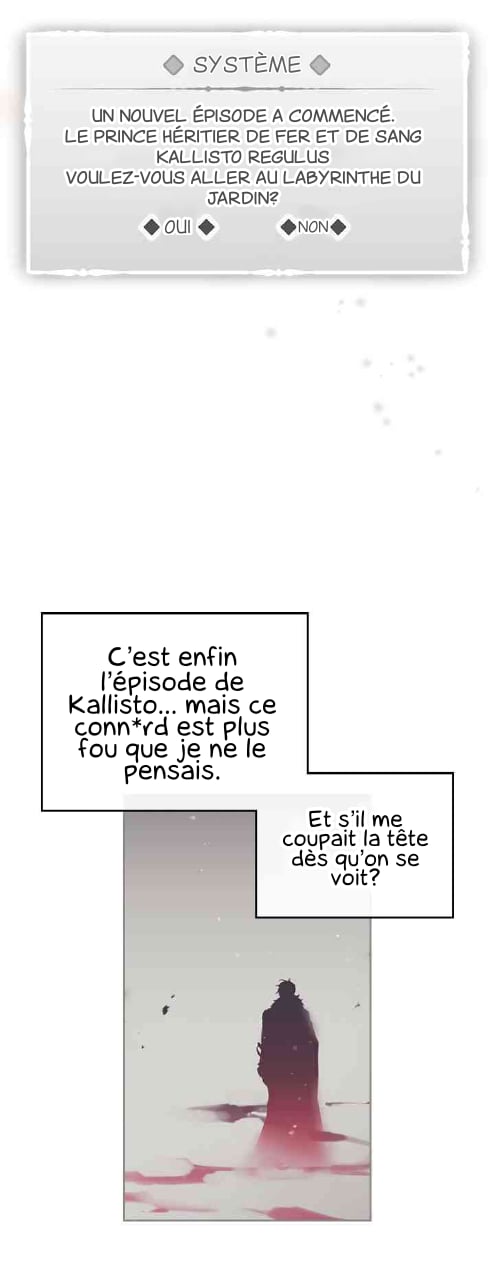 ◆ SYSTÈME ◆
UN NOUVEL ÉPISODE A COMMENCÉ.
LE PRINCE HÉRITIER DE FER ET DE SANG
KALLISTO REGULUS
VOULEZ-VOUS ALLER AU LABYRINTHE DU
JARDIN?
◆ OUI ◆ ◆NON◆
C'est enfin
l'épisode de
Kallisto... mais ce
conn*rd est plus
fou que je ne le
pensais.
Et s'il me
coupait la tête
dès qu'on se
voit?